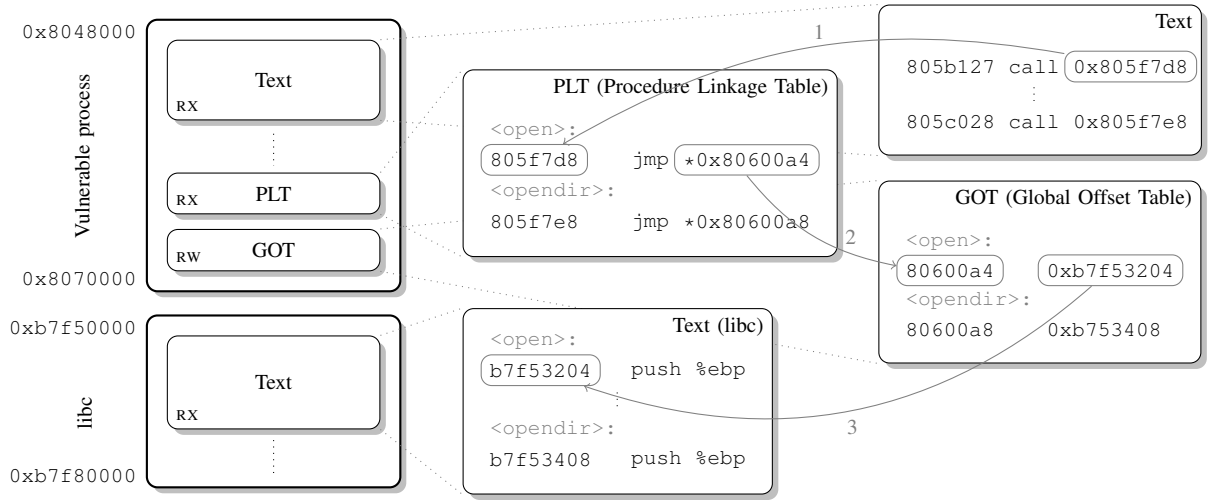 0x8048000
Vulnerable process
0x8070000
Text
RX
PLT
RX
GOT
RW
0xb7f50000
libc
0xb7f80000
Text
RX
PLT (Procedure Linkage Table)
<open>:
805f7d8 jmp *0x80600a4
<opendir>:
805f7e8 jmp *0x80600a8
Text
805b127 call 0x805f7d8
805c028 call 0x805f7e8
1
GOT (Global Offset Table)
<open>:
80600a4 0xb7f53204
<opendir>:
80600a8 0xb753408
2
Text (libc)
<open>:
b7f53204 push %ebp
<opendir>:
b7f53408 push %ebp
3